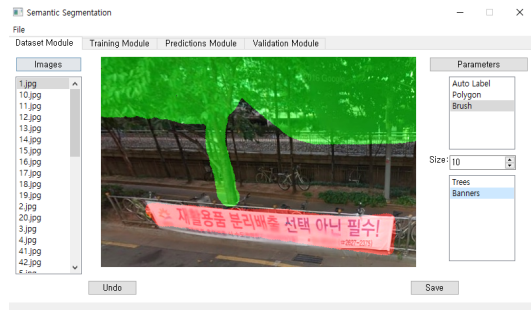 Semantic Segmentation
File
Dataset Module Training Module Predictions Module Validation Module
Images
1.jpg
10.jpg
11.jpg
12.jpg
13.jpg
14.jpg
15.jpg
16.jpg
17.jpg
18.jpg
19.jpg
2.jpg
20.jpg
3.jpg
4.jpg
41.jpg
42.jpg
5.jpg
재활용품 분리배출 선택 아닌 필수!
Parameters
Auto Label
Polygon
Brush
Size: 10
Trees
Banners
Undo
Save